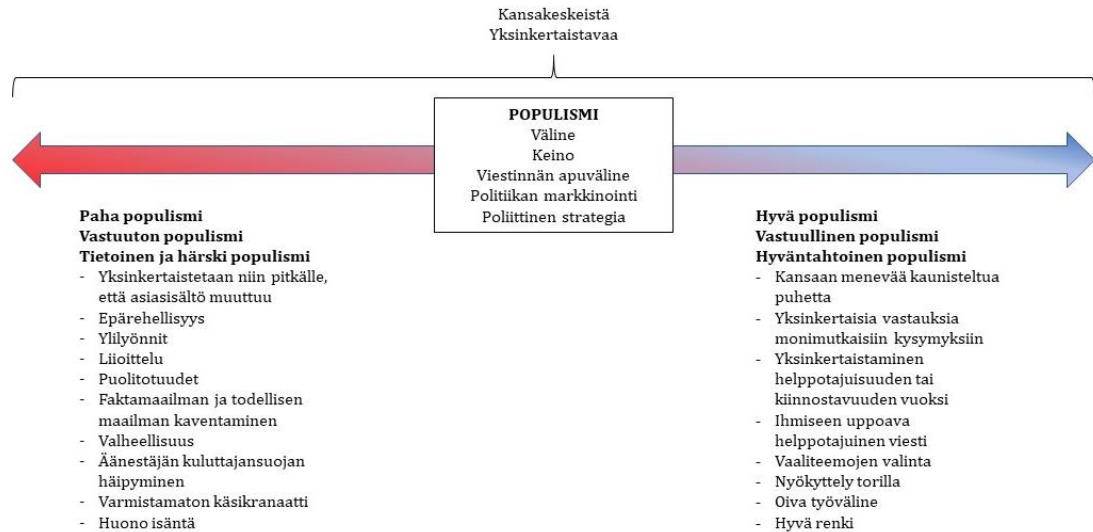 Kansakeskeistä
Yksinkertaistavaa
POPULISMI
Väline
Keino
Viestinnän apuväline
Politiikan markkinointi
Poliittinen strategia
Paha populismi
Vastuuton populismi
Tietoinen ja härski populismi
- Yksinkertaistetaan niin pitkälle,
että asiasisältö muuttuu
- Epärehellisyys
- Ylilyönnit
- Liioittelu
- Puolitotuudet
- Faktamaailman ja todellisen
maailman kaventaminen
- Valheellisuus
- Äänestäjän kuluttajansuojan
häipyminen
- Varmistamaton käsikranaatti
- Huono isäntä
Hyvä populismi
Vastuullinen populismi
Hyväntahtoinen populismi
- Kansaan menevää kaunisteltua
puhetta
- Yksinkertaisia vastauksia
monimutkaisiin kysymyksiin
- Yksinkertaistaminen
helppotajuisuuden tai
kiinnostavuuden vuoksi
- Ihmiseen uppoava
helppotajuinen viesti
- Vaaliteemojen valinta
- Nyökyttely torilla
- Oiva työväline
- Hyvä renki